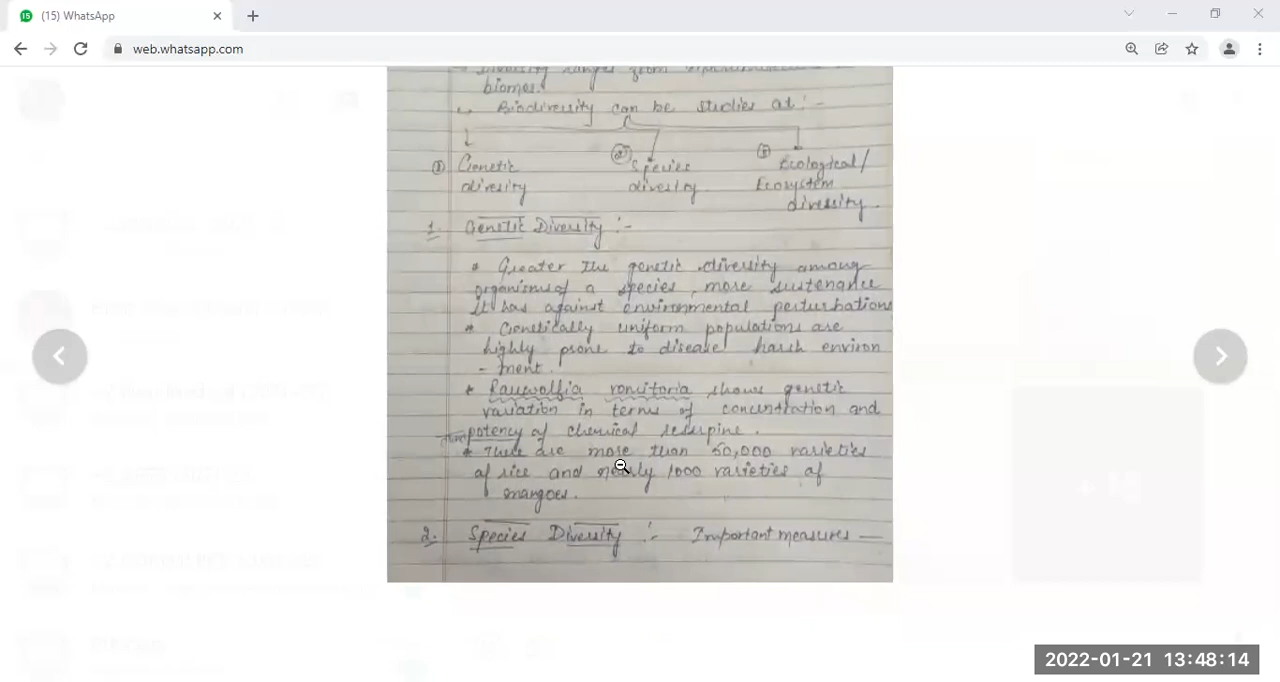 (15) WhatsApp
web.whatsapp.com
Diversity ranges from
biomes.
Biodiversity can be studies at :-
① Genetic ② Species ③ Ecological/
diversity diversity Ecosystem
diversity.
1. Genetic Diversity :-
* Greater the genetic diversity among
organisms of a species, more sustenance
it has against environmental perturbations
* Genetically uniform populations are
highly prone to disease harsh environ
- ment.
* Rauwolfia vomitoria shows genetic
variation in terms of concentration and
potency of chemical reserpine.
* There are more than 50,000 varieties
of rice and nearly 1000 varieties of
mangoes.
2. Species Diversity :- Important measures —
2022-01-21 13:48:14